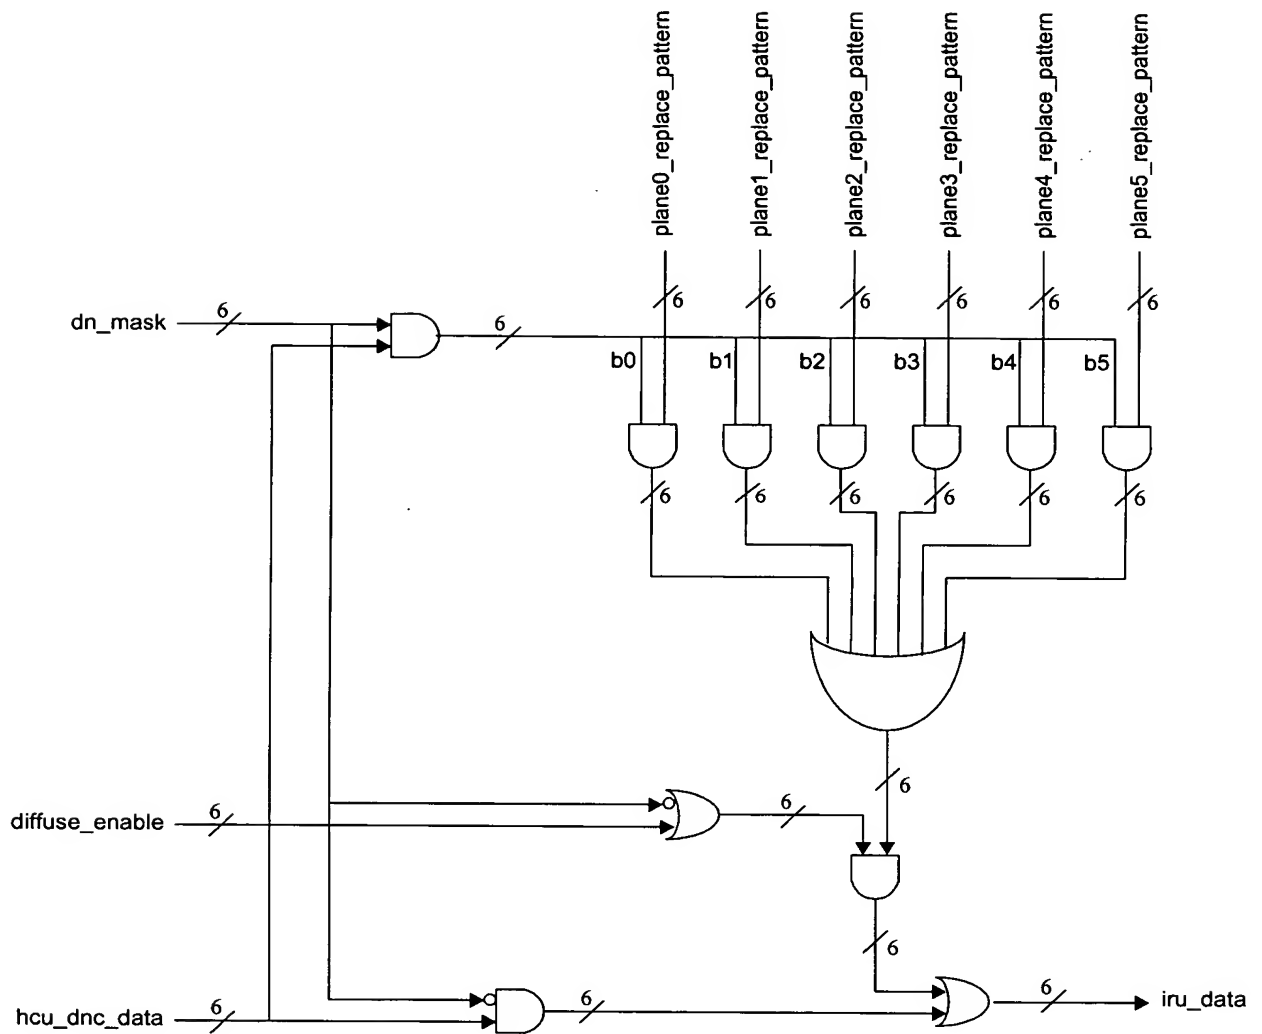 plane0_replace_pattern
plane1_replace_pattern
plane2_replace_pattern
plane3_replace_pattern
plane4_replace_pattern
plane5_replace_pattern
6
6
6
6
6
6
dn_mask
6
6
b0
b1
b2
b3
b4
b5
6
6
6
6
6
6
6
diffuse_enable
6
6
6
hcu_dnc_data
6
6
6
iru_data